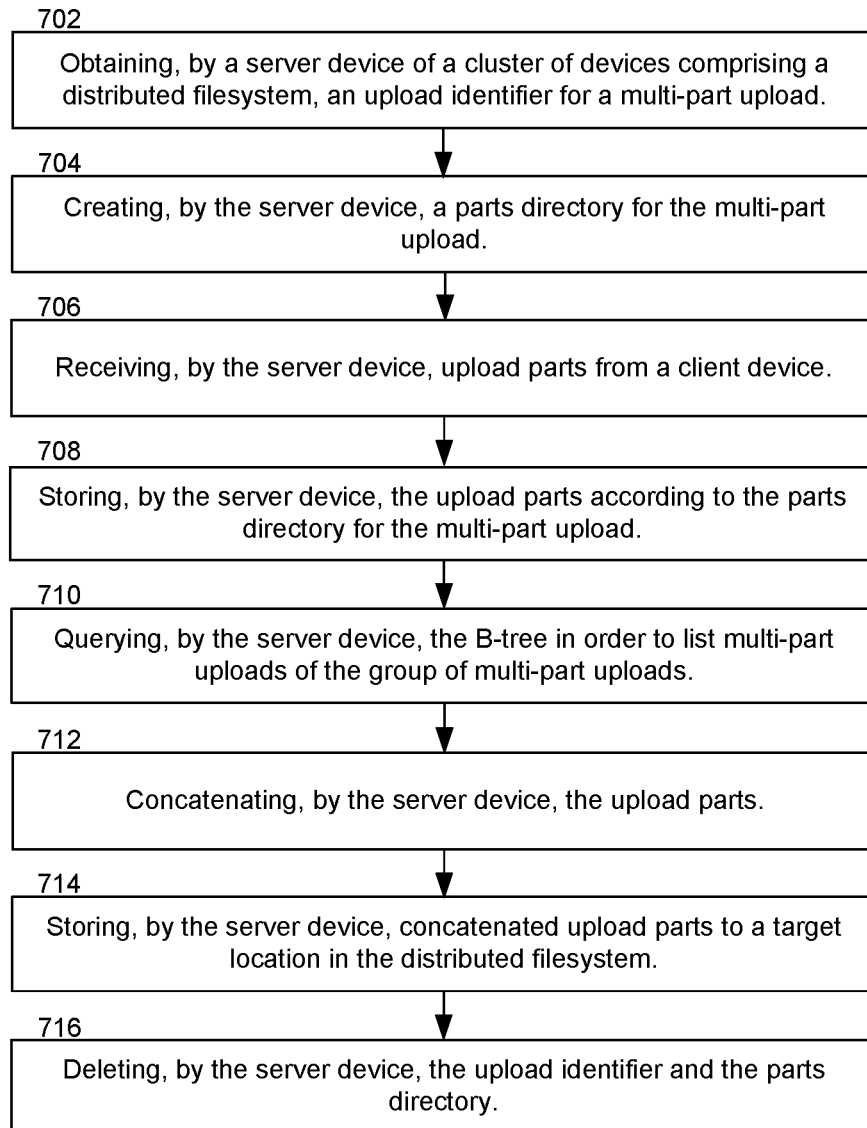 702
Obtaining, by a server device of a cluster of devices comprising a
distributed filesystem, an upload identifier for a multi-part upload.
704
Creating, by the server device, a parts directory for the multi-part
upload.
706
Receiving, by the server device, upload parts from a client device.
708
Storing, by the server device, the upload parts according to the parts
directory for the multi-part upload.
710
Querying, by the server device, the B-tree in order to list multi-part
uploads of the group of multi-part uploads.
712
Concatenating, by the server device, the upload parts.
714
Storing, by the server device, concatenated upload parts to a target
location in the distributed filesystem.
716
Deleting, by the server device, the upload identifier and the parts
directory.